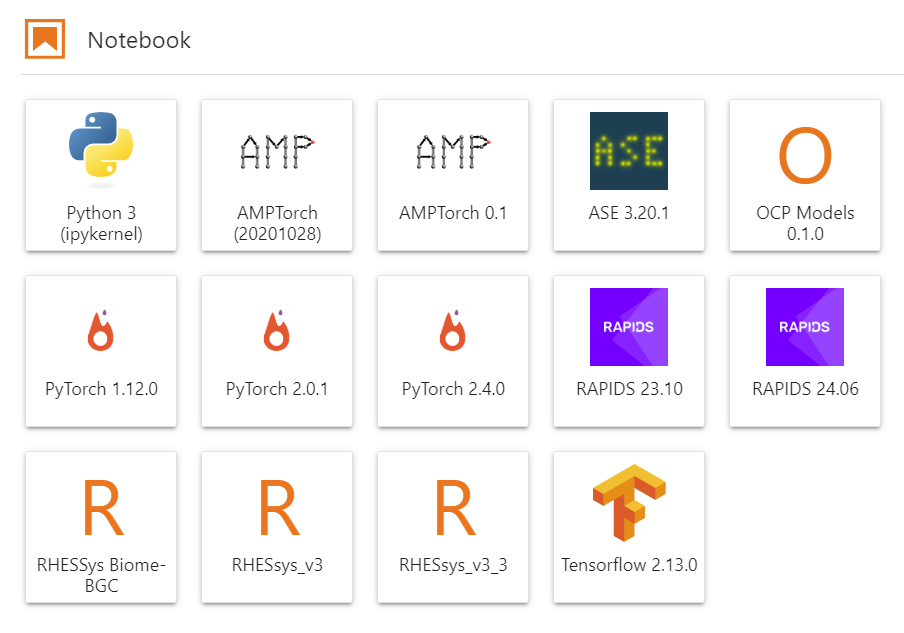 Notebook
Python 3
(ipykernel)
AMP
AMPTorch
(20201028)
AMP
AMPTorch 0.1
ASE
ASE 3.20.1
O
OCP Models
0.1.0
PyTorch 1.12.0
PyTorch 2.0.1
PyTorch 2.4.0
RAPIDS
RAPIDS 23.10
RAPIDS
RAPIDS 24.06
R
RHESSys Biome-
BGC
R
RHESsys_v3
R
RHESsys_v3_3
Tensorflow 2.13.0